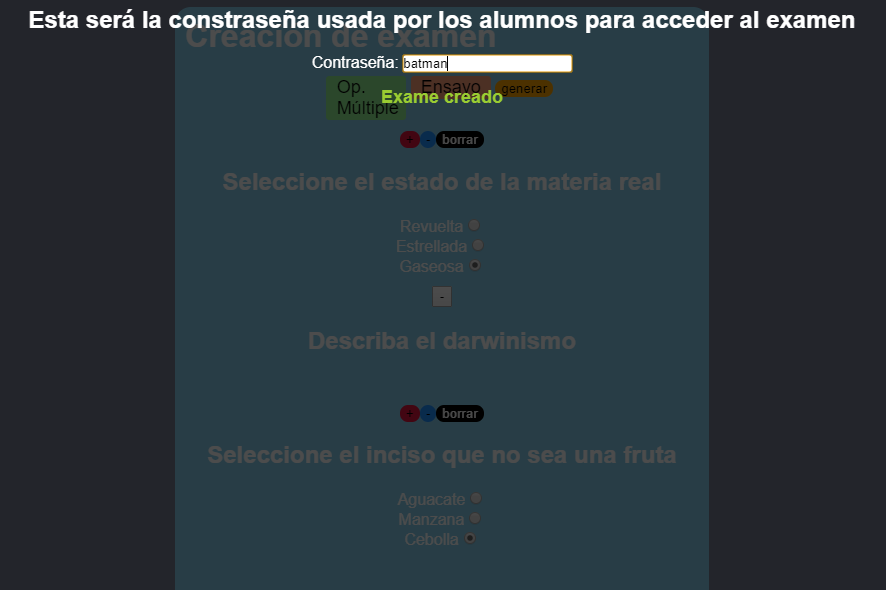 Esta será la constraseña usada por los alumnos para acceder al examen
Creación de examen
Contraseña: batman
Op. Múltiple
Ensayo
generar
Exame creado
+ - borrar
Seleccione el estado de la materia real
Revuelta
Estrellada
Gaseosa
-
Describa el darwinismo
+ - borrar
Seleccione el inciso que no sea una fruta
Aguacate
Manzana
Cebolla